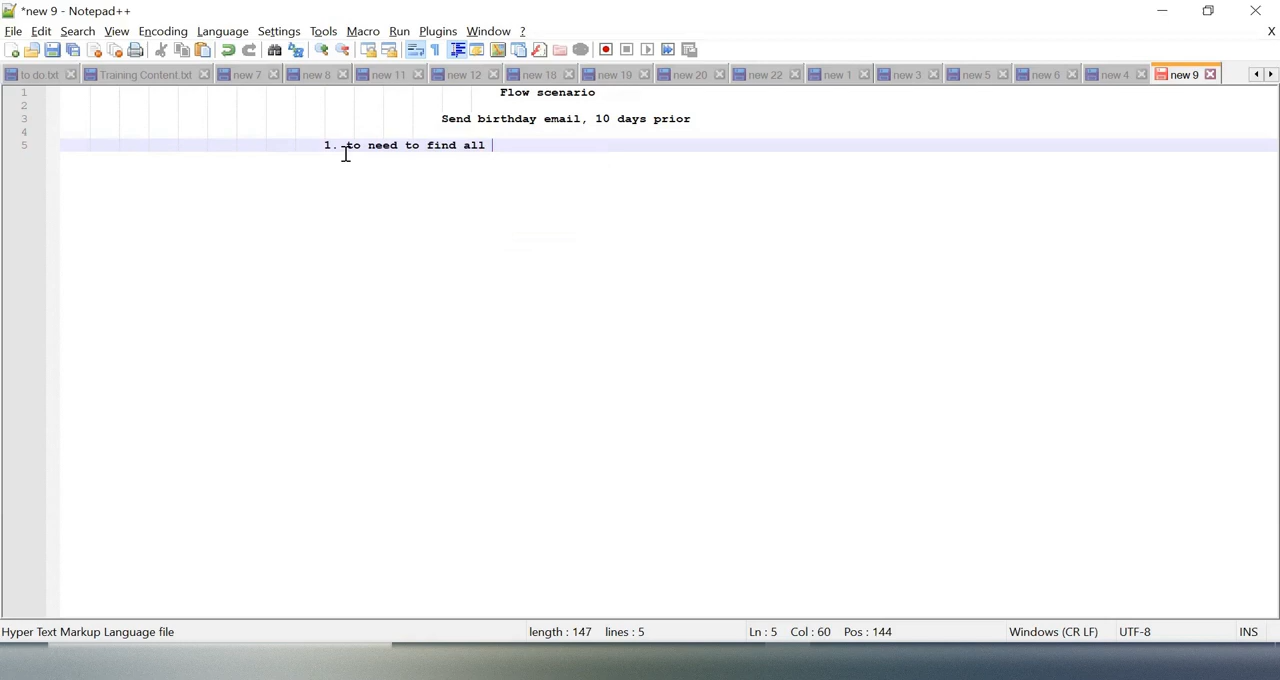 *new 9 - Notepad++
File Edit Search View Encoding Language Settings Tools Macro Run Plugins Window ? X
to do.txt Training Content.txt new 7 new 8 new 11 new 12 new 18 new 19 new 20 new 22 new 1 new 3 new 5 new 6 new 4 new 9
1 Flow scenario
2
3 Send birthday email, 10 days prior
4
5 1. to need to find all
Hyper Text Markup Language file length : 147 lines : 5 Ln : 5 Col : 60 Pos : 144 Windows (CR LF) UTF-8 INS